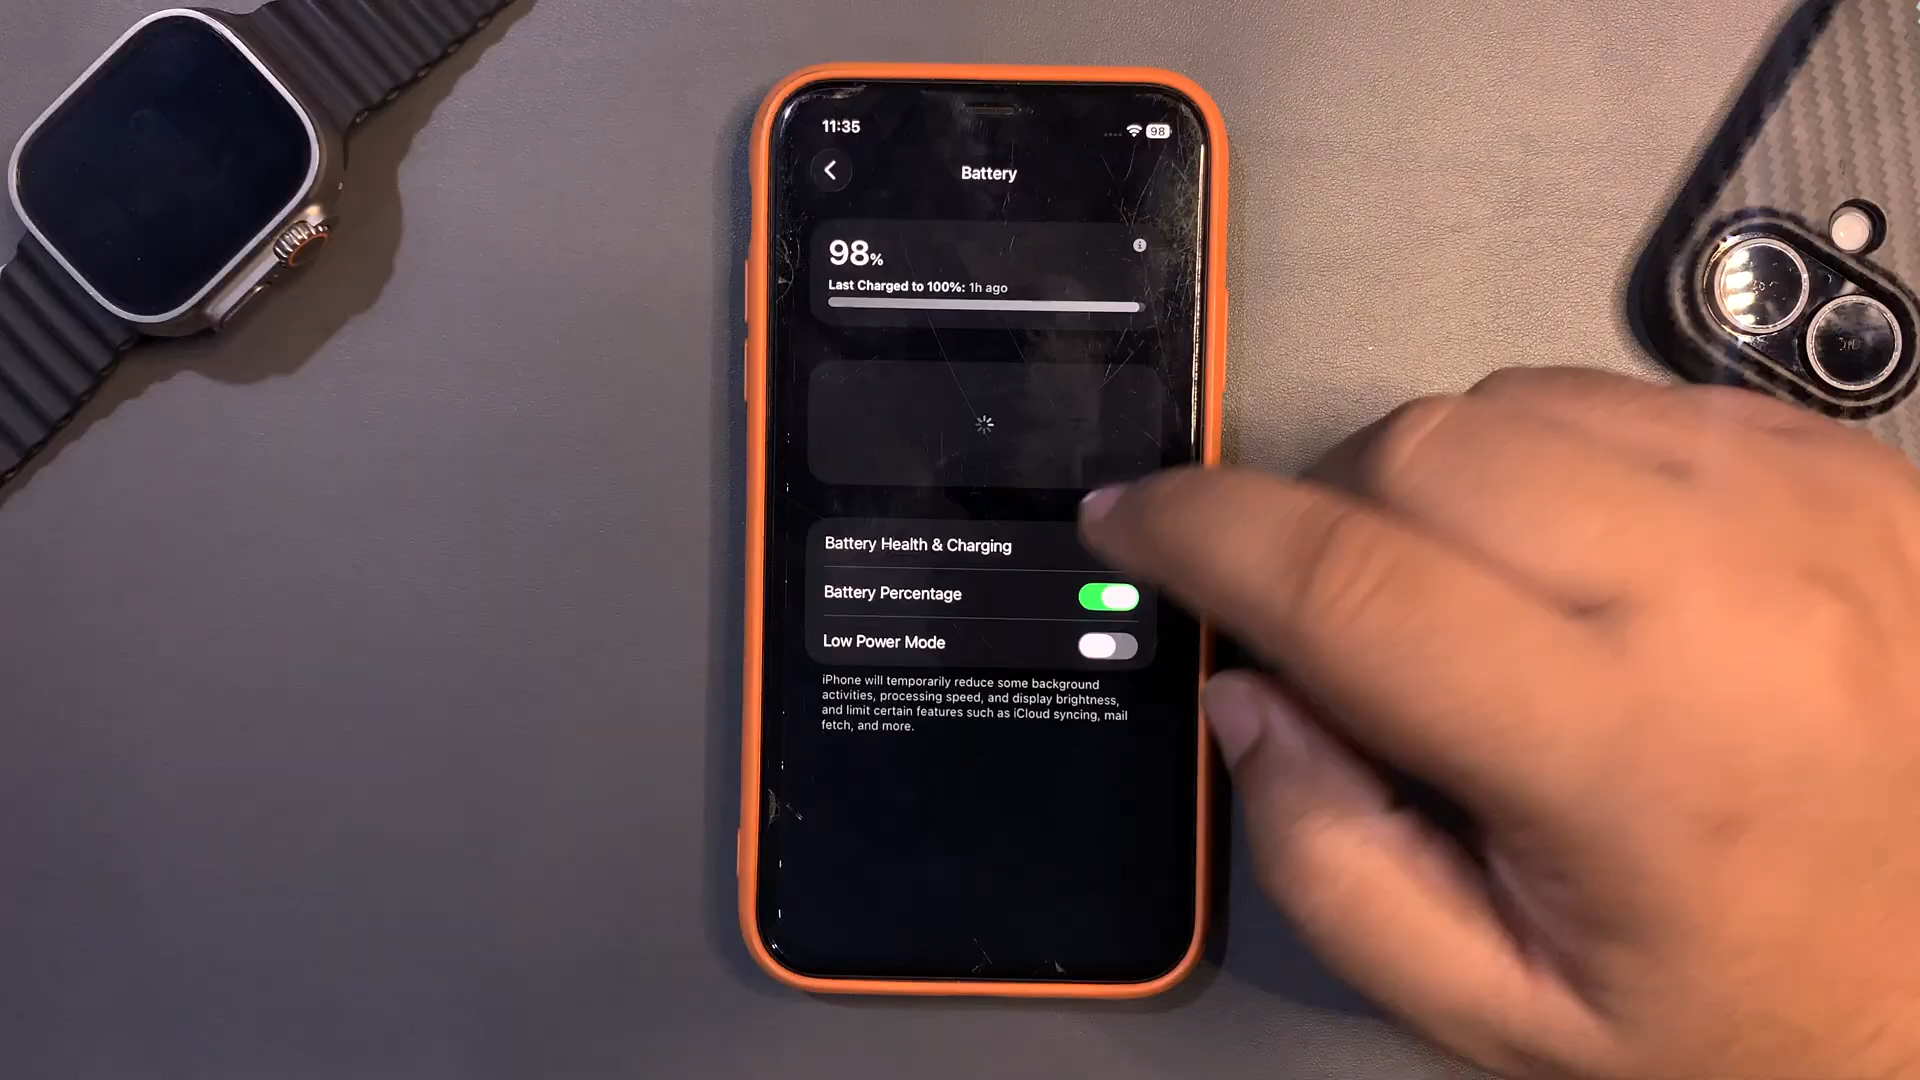 11:35
98
Battery
98%
Last Charged to 100%: 1h ago
Battery Health & Charging
Battery Percentage
Low Power Mode
iPhone will temporarily reduce some background
activities, processing speed, and display brightness,
and limit certain features such as iCloud syncing, mail
fetch, and more.